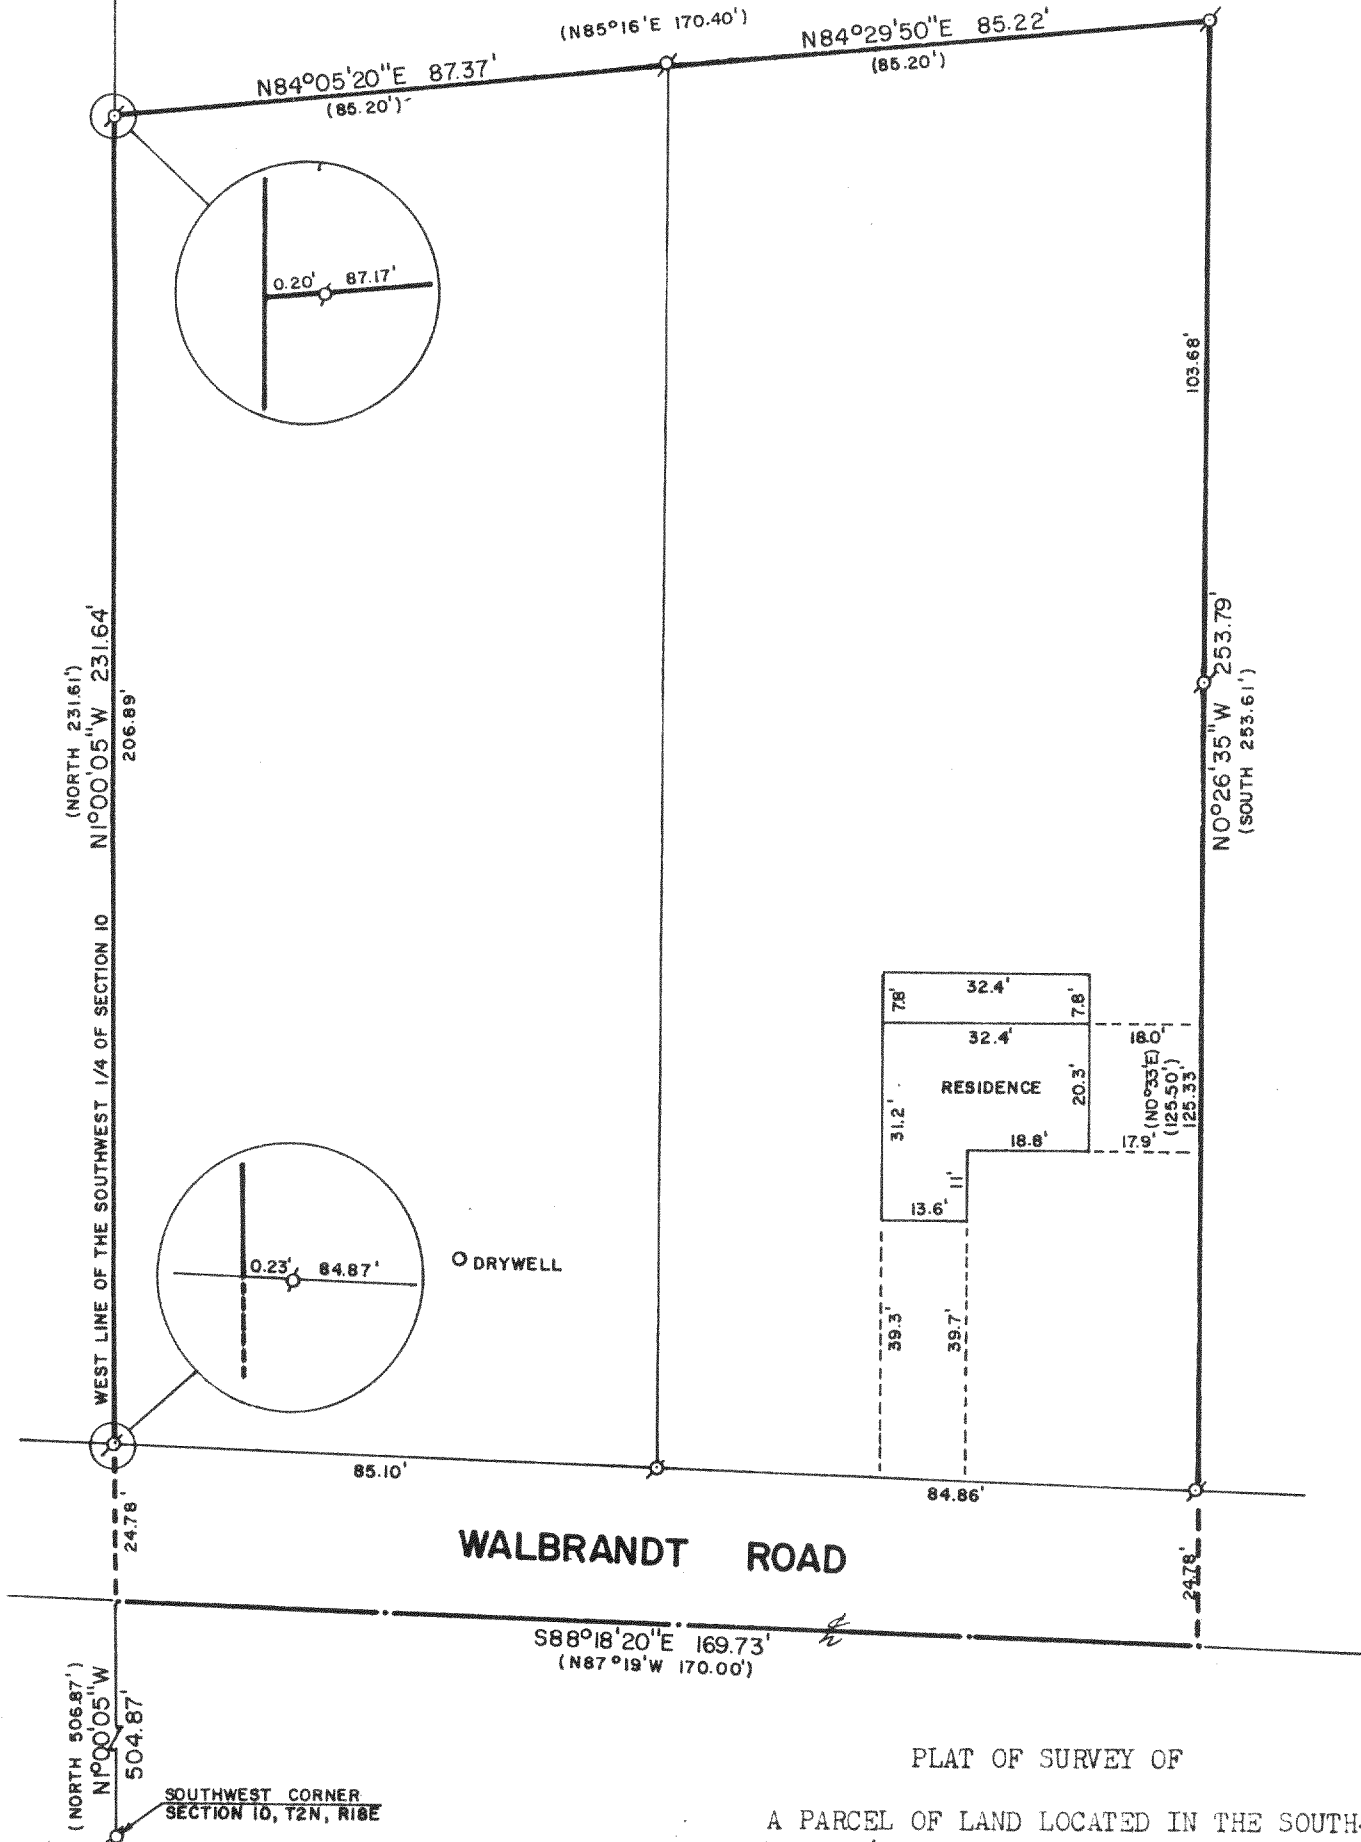 (N85°16'E 170.40')
N84°05'20"E 87.37'
(85.20')
N84°29'50"E 85.22'
(85.20')
0.20' 87.17'
103.68'
(NORTH 231.61')
N1°00'05"W 231.64'
206.89'
WEST LINE OF THE SOUTHWEST 1/4 OF SECTION 10
N0°26'35"W 253.79'
(SOUTH 253.61')
7.8'
32.4'
7.8'
32.4'
18.0'
RESIDENCE
31.2'
20.3'
(N0°33'E)
(125.50')
125.33'
18.8'
17.9'
11'
13.6'
0.23' 84.87'
DRYWELL
39.3'
39.7'
85.10'
84.86'
24.78'
WALBRANDT ROAD
24.78'
S88°18'20"E 169.73'
(N87°19'W 170.00')
(NORTH 506.87')
N1°00'05"W
504.87'
SOUTHWEST CORNER
SECTION 10, T2N, R18E
PLAT OF SURVEY OF
A PARCEL OF LAND LOCATED IN THE SOUTH-